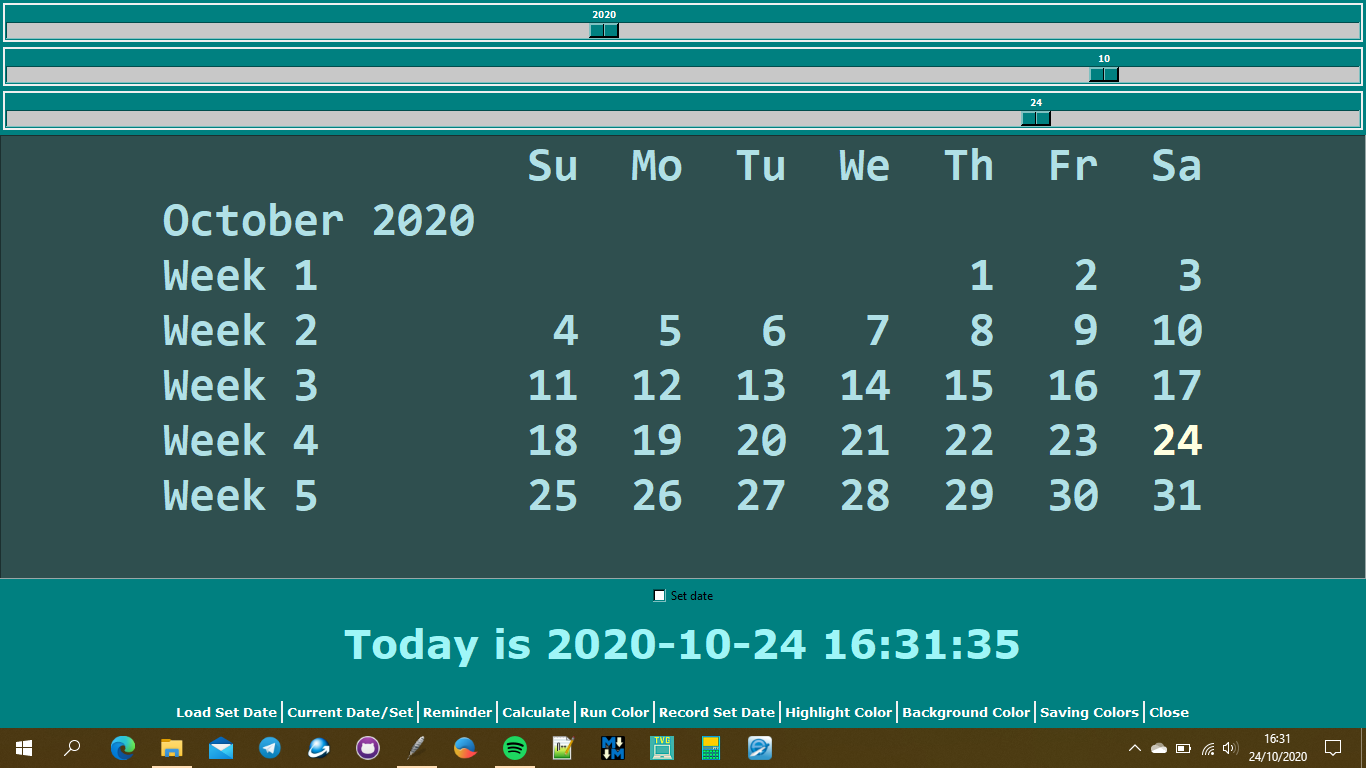 2020
10
24
Su Mo Tu We Th Fr Sa
October 2020
Week 1 1 2 3
Week 2 4 5 6 7 8 9 10
Week 3 11 12 13 14 15 16 17
Week 4 18 19 20 21 22 23 24
Week 5 25 26 27 28 29 30 31
Set date
Today is 2020-10-24 16:31:35
Load Set Date Current Date/Set Reminder Calculate Run Color Record Set Date Highlight Color Background Color Saving Colors Close
TVG
M M
16:31
24/10/2020